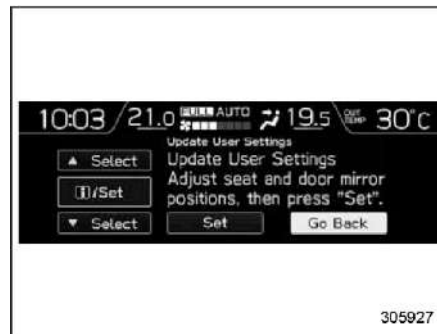 10:03 21.0 FULL AUTO 19.5 OUT TEMP 30°C
Update User Settings
▲ Select
Update User Settings
i/Set
Adjust seat and door mirror
positions, then press "Set".
▼ Select
Set
Go Back
305927